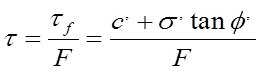 τ = τ_f / F = (c' + σ' tan φ') / F